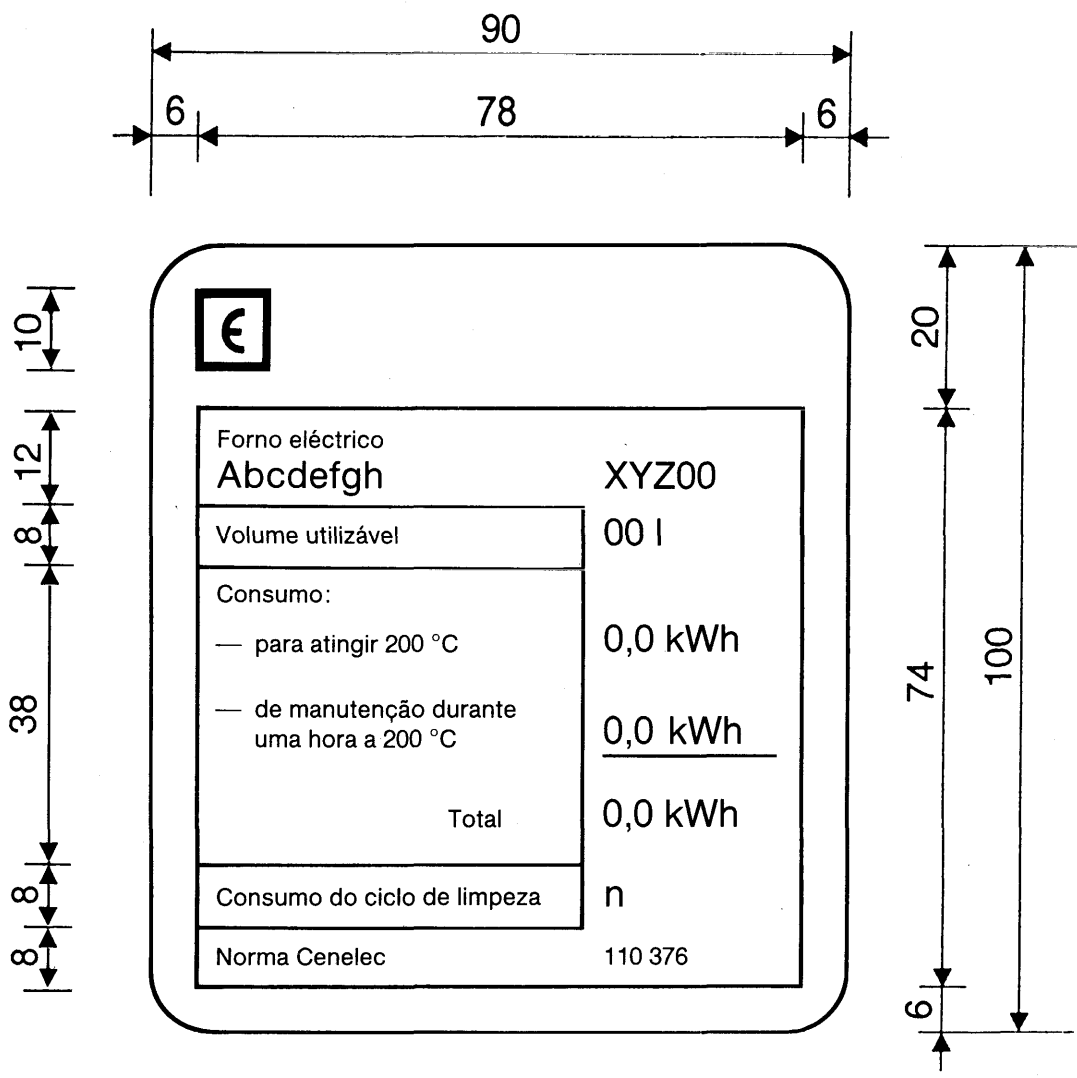 90
6 78 6
10
Є
20
Forno eléctrico
Abcdefgh XYZ00
12
Volume utilizável 00 l
8
Consumo:
— para atingir 200 °C 0,0 kWh
— de manutenção durante
uma hora a 200 °C 0,0 kWh
38
74
100
Total 0,0 kWh
Consumo do ciclo de limpeza n
8
Norma Cenelec 110 376
8
6